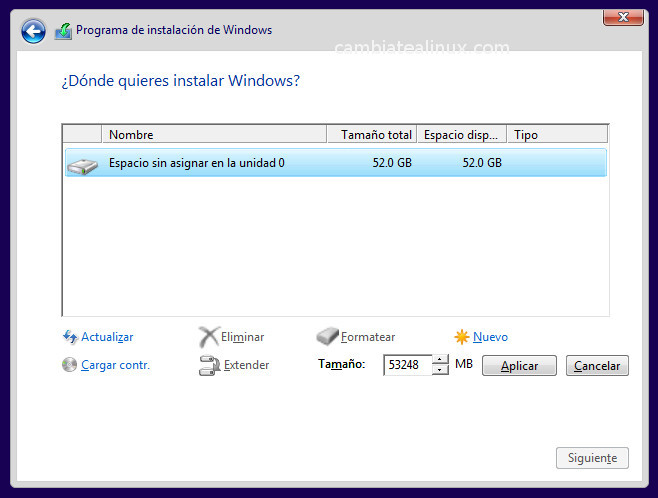 Programa de instalación de Windows
cambiatealinux.com
¿Dónde quieres instalar Windows?
Nombre Tamaño total Espacio disp... Tipo
Espacio sin asignar en la unidad 0 52.0 GB 52.0 GB
Actualizar Eliminar Formatear Nuevo
Cargar contr. Extender Tamaño: 53248 MB Aplicar Cancelar
Siguiente